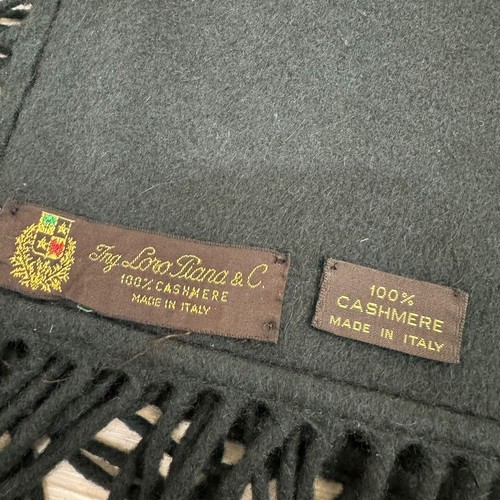 Ing Loro Piana & C.
100% CASHMERE
MADE IN ITALY
100%
CASHMERE
MADE IN ITALY